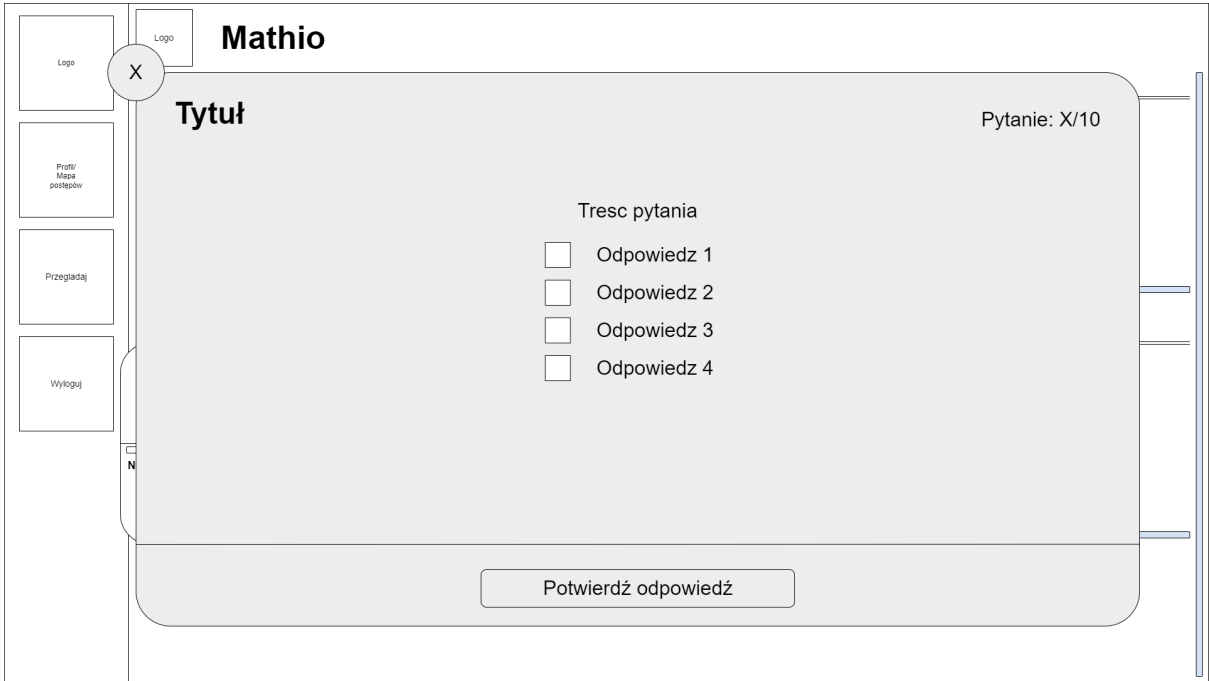 Logo
Profil/
Mapa
postępów
Przegladaj
Wyloguj
Logo
Mathio
X
Tytuł
Pytanie: X/10
Tresc pytania
Odpowiedz 1
Odpowiedz 2
Odpowiedz 3
Odpowiedz 4
N
Potwierdź odpowiedź